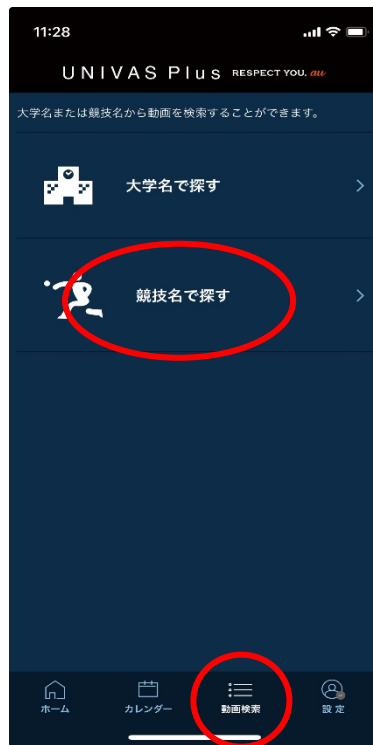 11:28
UNIVAS Plus RESPECT YOU. au
大学名または競技名から動画を検索することができます。
大学名で探す
競技名で探す
ホーム カレンダー 動画検索 設定